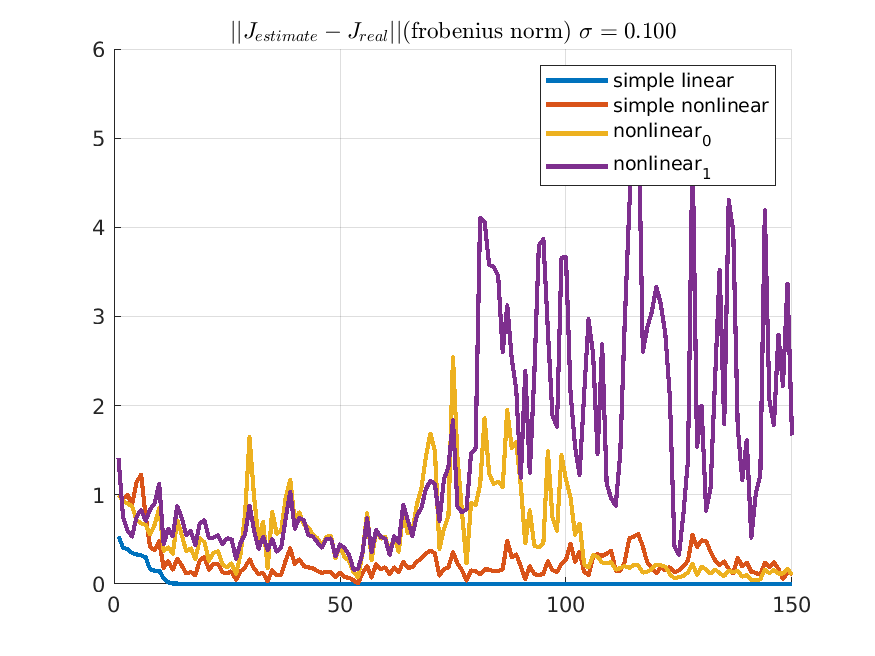 ||J_estimate − J_real||(frobenius norm) σ = 0.100
6
5
4
3
2
1
0
simple linear
simple nonlinear
nonlinear_0
nonlinear_1
0 50 100 150